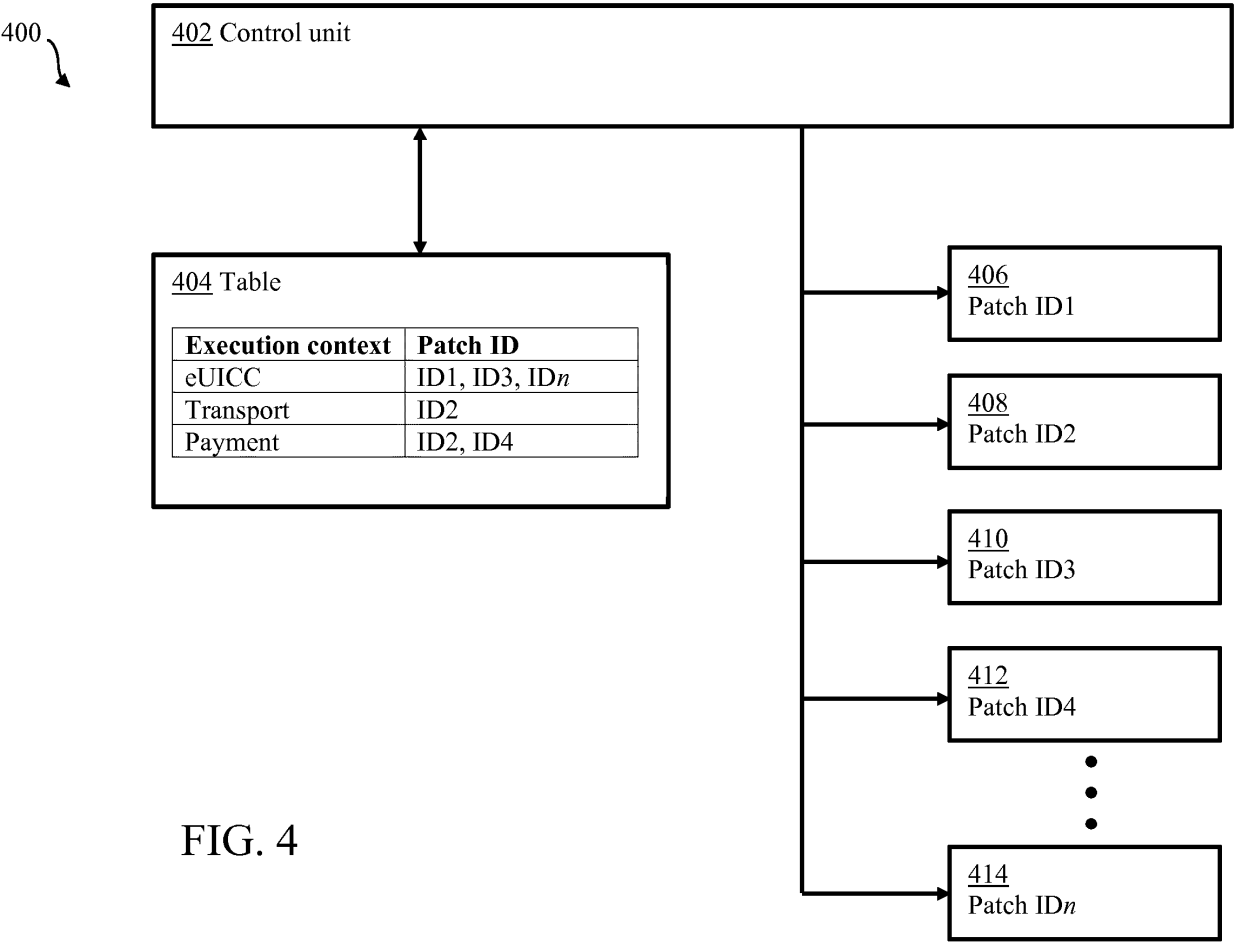 400
402 Control unit
404 Table
Execution context Patch ID
eUICC ID1, ID3, IDn
Transport ID2
Payment ID2, ID4
406
Patch ID1
408
Patch ID2
410
Patch ID3
412
Patch ID4
414
Patch IDn
FIG. 4